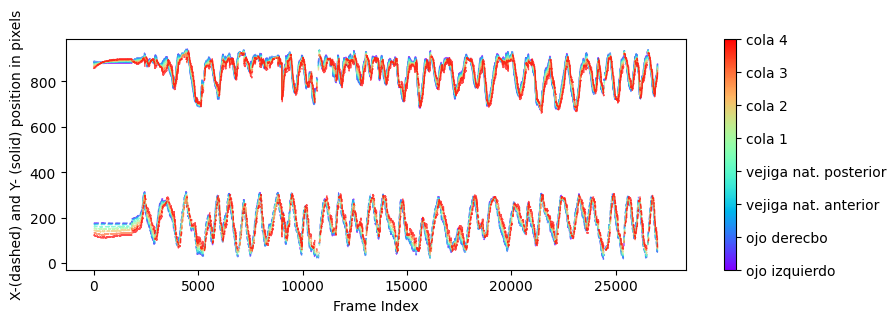 X-(dashed) and Y- (solid) position in pixels
800
600
400
200
0
0 5000 10000 15000 20000 25000
Frame Index
cola 4
cola 3
cola 2
cola 1
vejiga nat. posterior
vejiga nat. anterior
ojo derecbo
ojo izquierdo